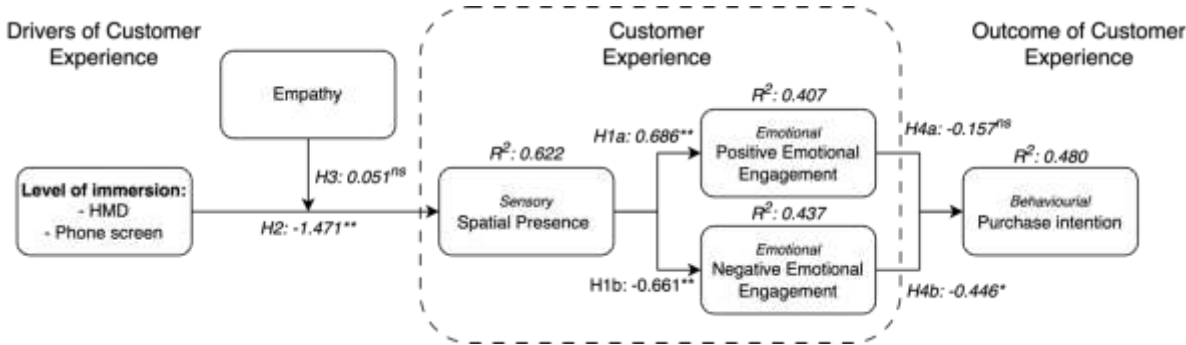 Drivers of Customer
Experience
Customer
Experience
Outcome of Customer
Experience
Empathy
R²: 0.407
H1a: 0.686**
Emotional
Positive Emotional
Engagement
H4a: -0.157ⁿˢ
R²: 0.622
R²: 0.480
Level of immersion:
- HMD
- Phone screen
H3: 0.051ⁿˢ
H2: -1.471**
Sensory
Spatial Presence
R²: 0.437
Behaviourial
Purchase intention
Emotional
Negative Emotional
Engagement
H1b: -0.661**
H4b: -0.446*